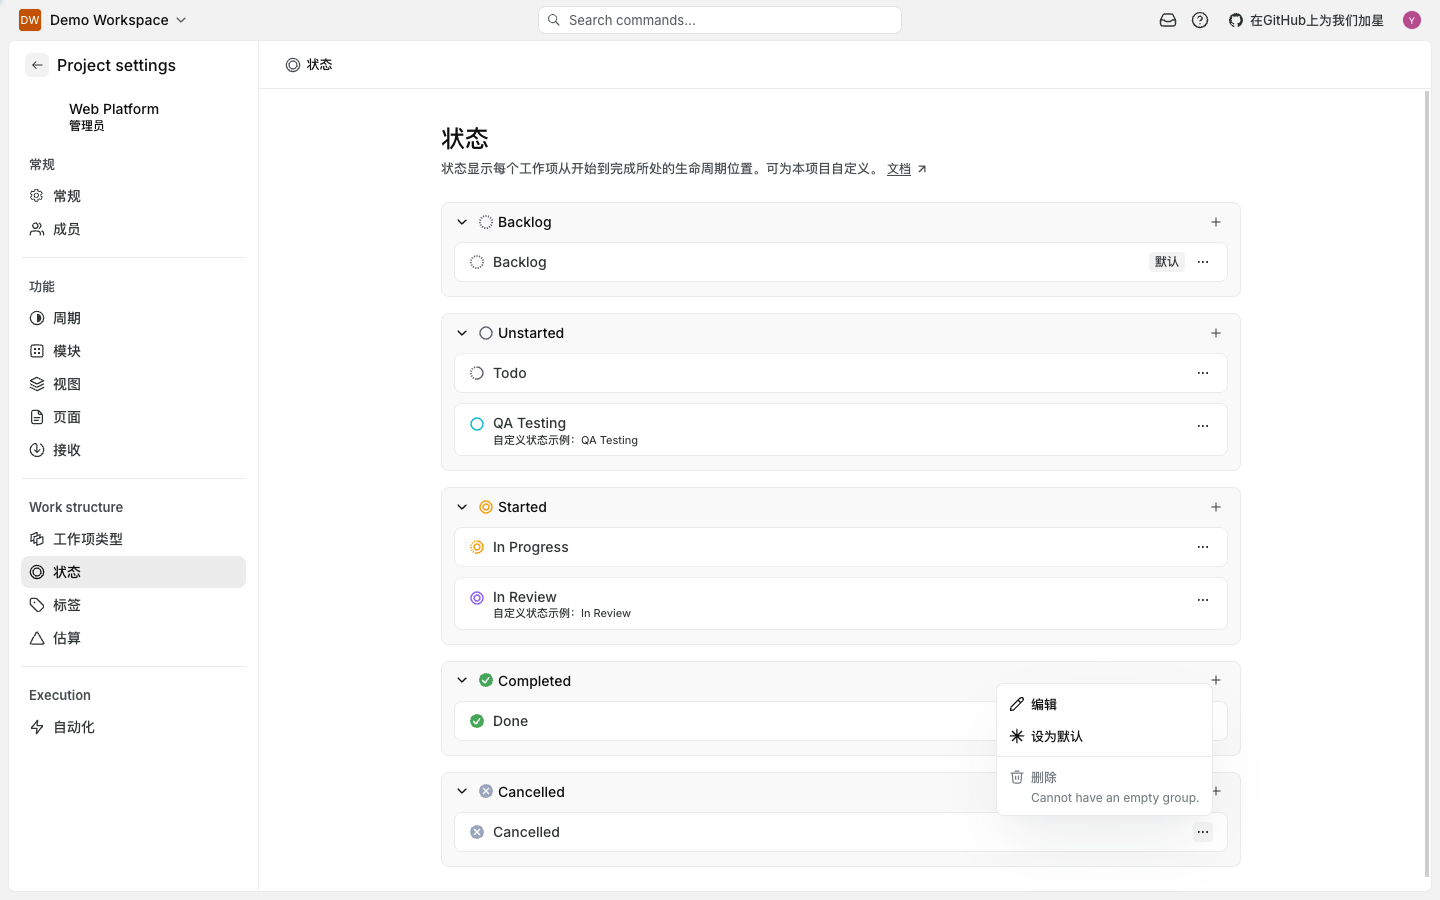 DW Demo Workspace
Search commands...
在GitHub上为我们加星
Y
Project settings
Web Platform
管理员
常规
常规
成员
功能
周期
模块
视图
页面
接收
Work structure
工作项类型
状态
标签
估算
Execution
自动化
状态
状态
状态显示每个工作项从开始到完成所处的生命周期位置。可为本项目自定义。 文档
Backlog
Backlog
默认
Unstarted
Todo
QA Testing
自定义状态示例：QA Testing
Started
In Progress
In Review
自定义状态示例：In Review
Completed
Done
Cancelled
Cancelled
编辑
设为默认
删除
Cannot have an empty group.